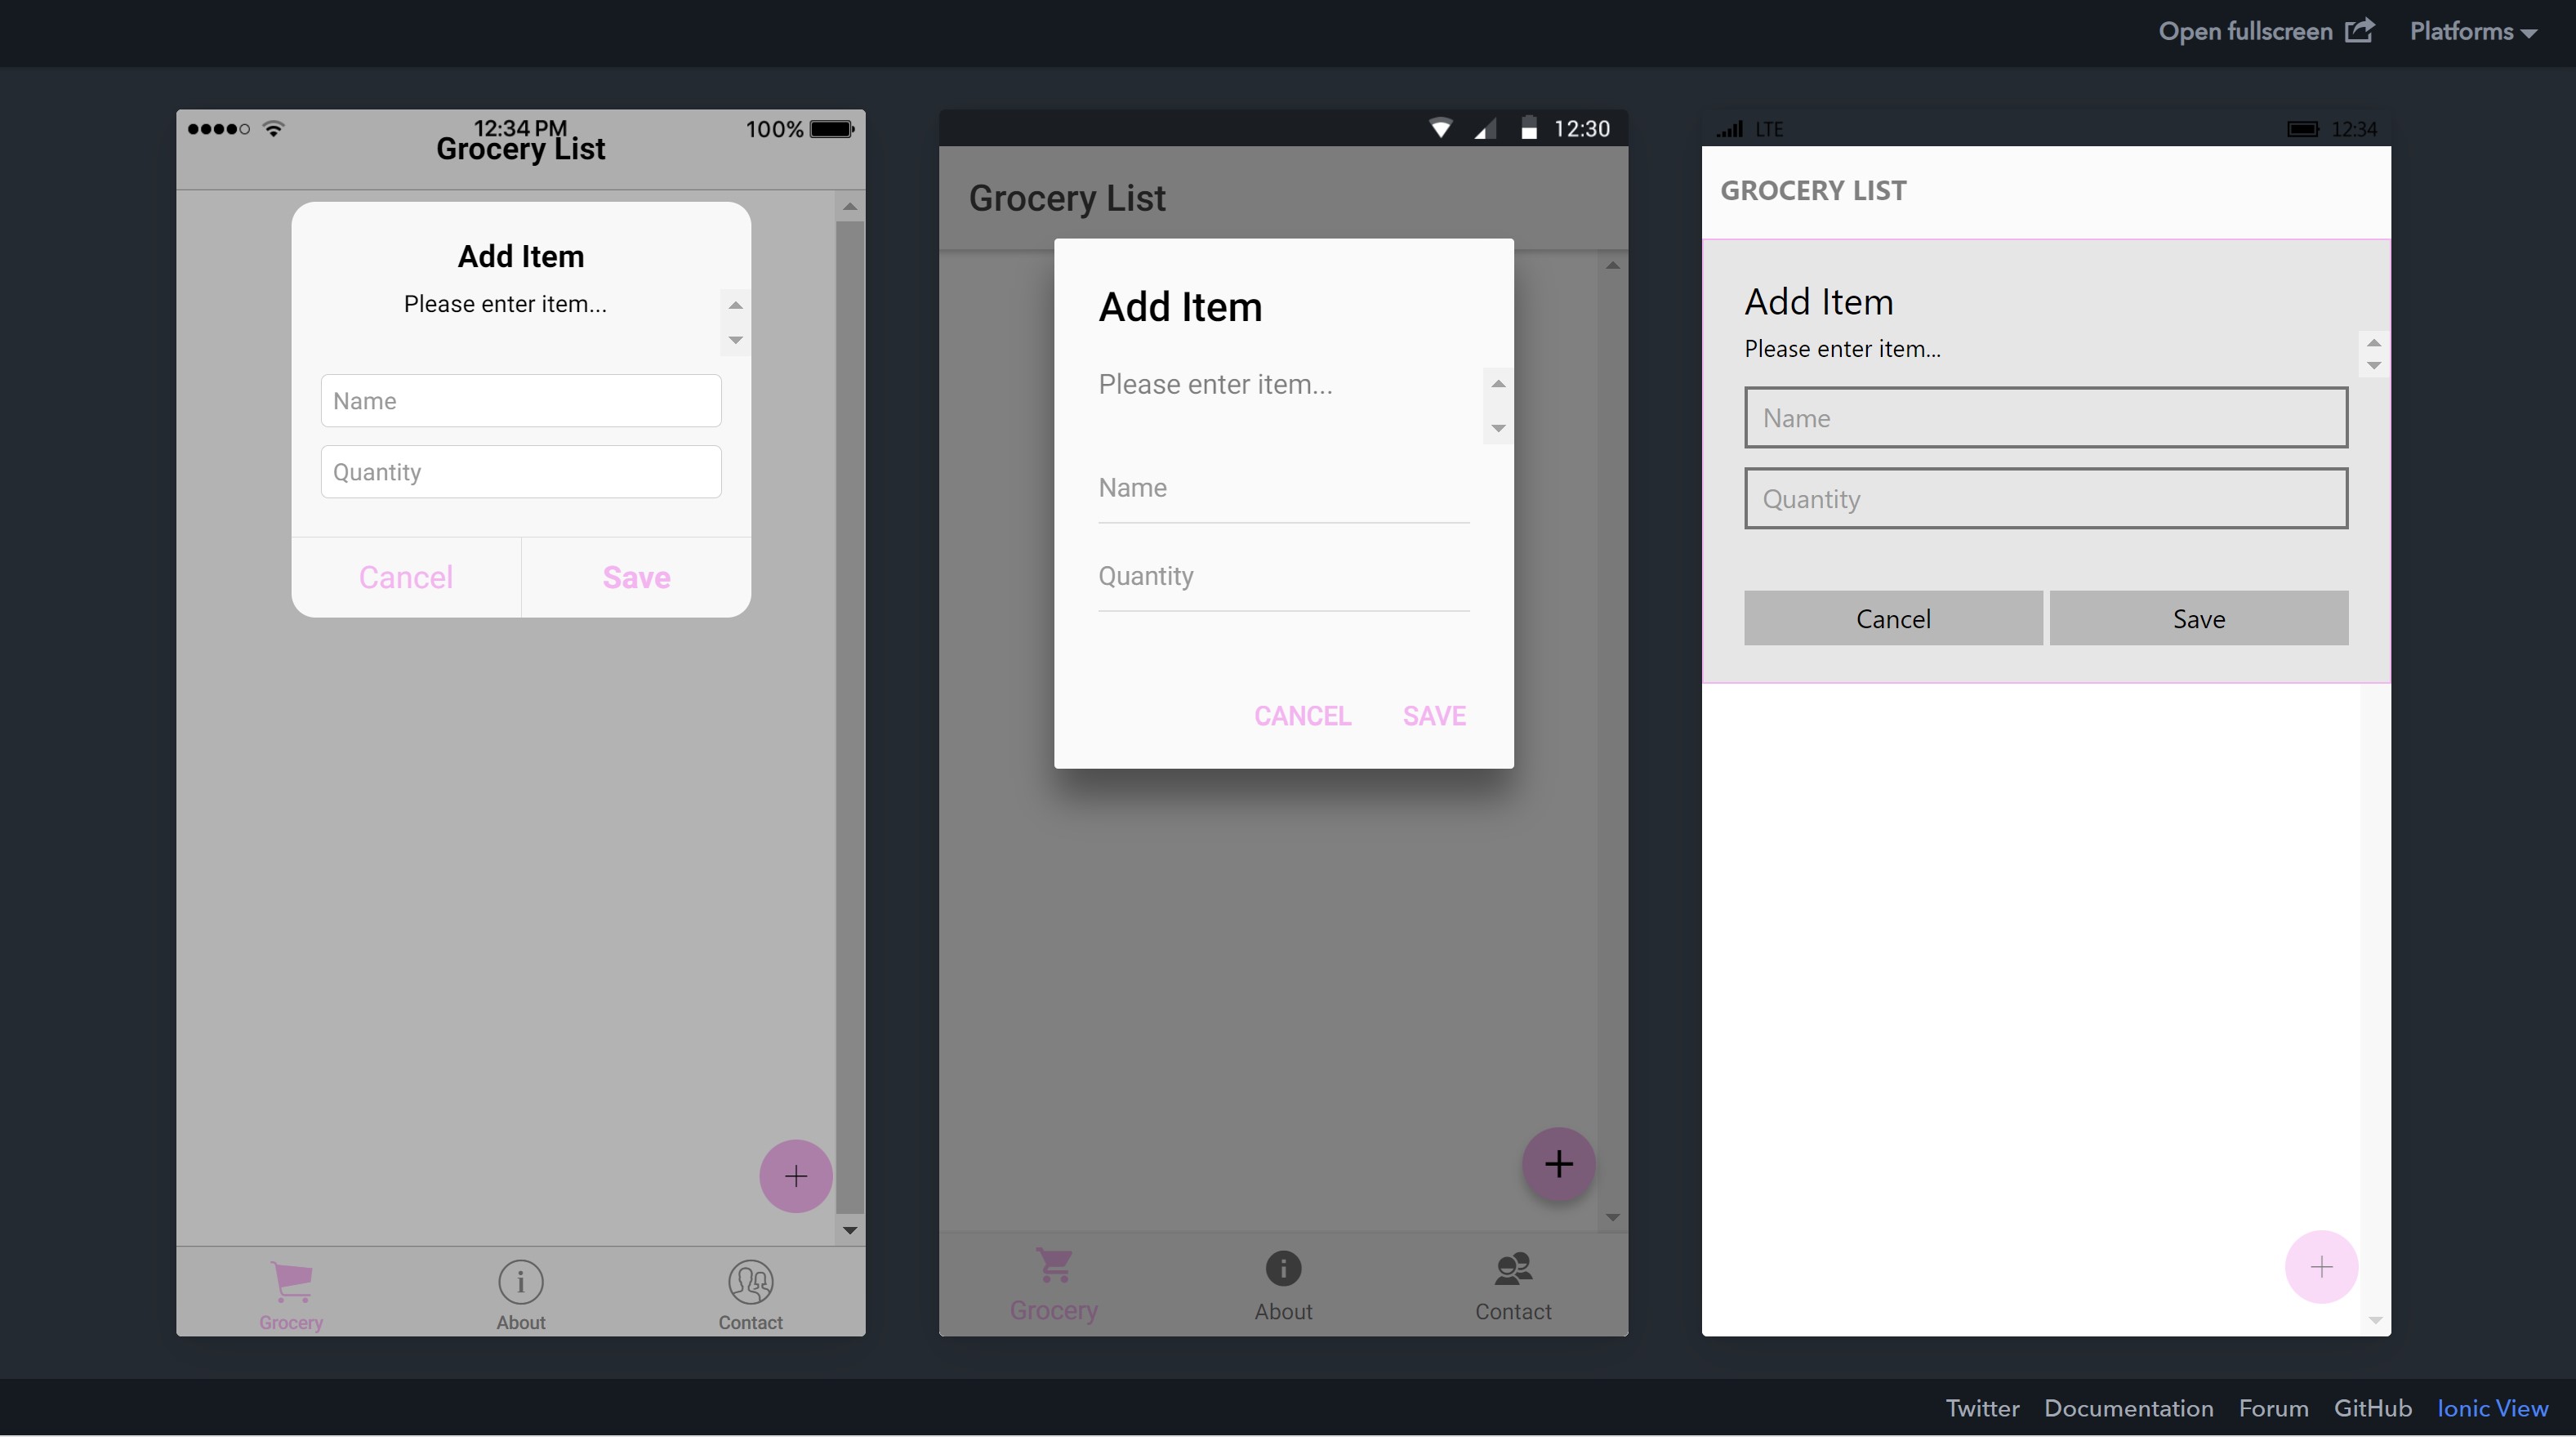 Open fullscreen Platforms
12:34 PM 100%
Grocery List
Add Item
Please enter item...
Name
Quantity
Cancel Save
Grocery About Contact
12:30
Grocery List
Add Item
Please enter item...
Name
Quantity
CANCEL SAVE
Grocery About Contact
LTE 12:34
GROCERY LIST
Add Item
Please enter item...
Name
Quantity
Cancel Save
Twitter Documentation Forum GitHub Ionic View